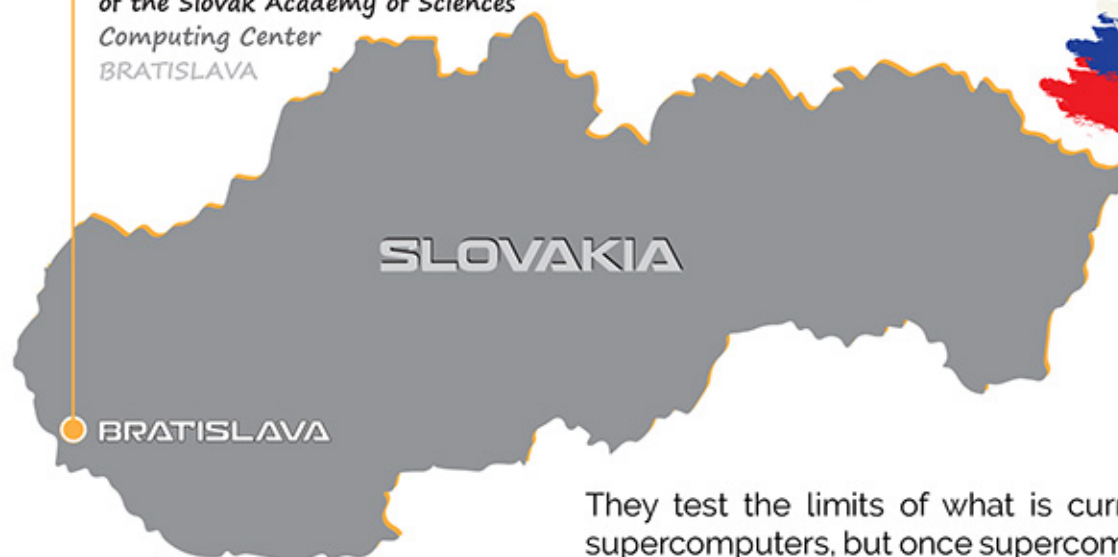 of the Slovak Academy of Sciences
Computing Center
BRATISLAVA
SLOVAKIA
BRATISLAVA
They test the limits of what is curr
supercomputers, but once supercom